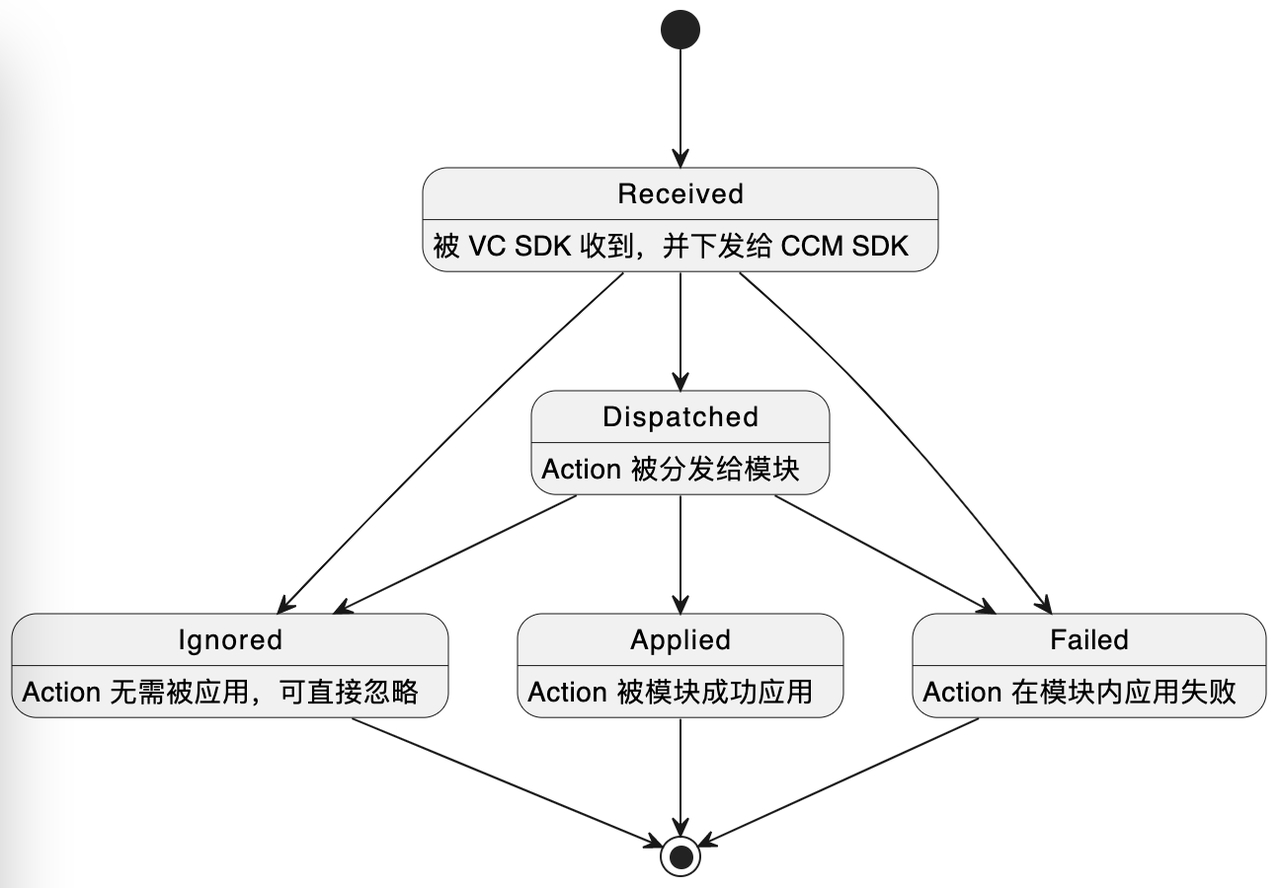 Received
被 VC SDK 收到，并下发给 CCM SDK
Dispatched
Action 被分发给模块
Ignored
Action 无需被应用，可直接忽略
Applied
Action 被模块成功应用
Failed
Action 在模块内应用失败